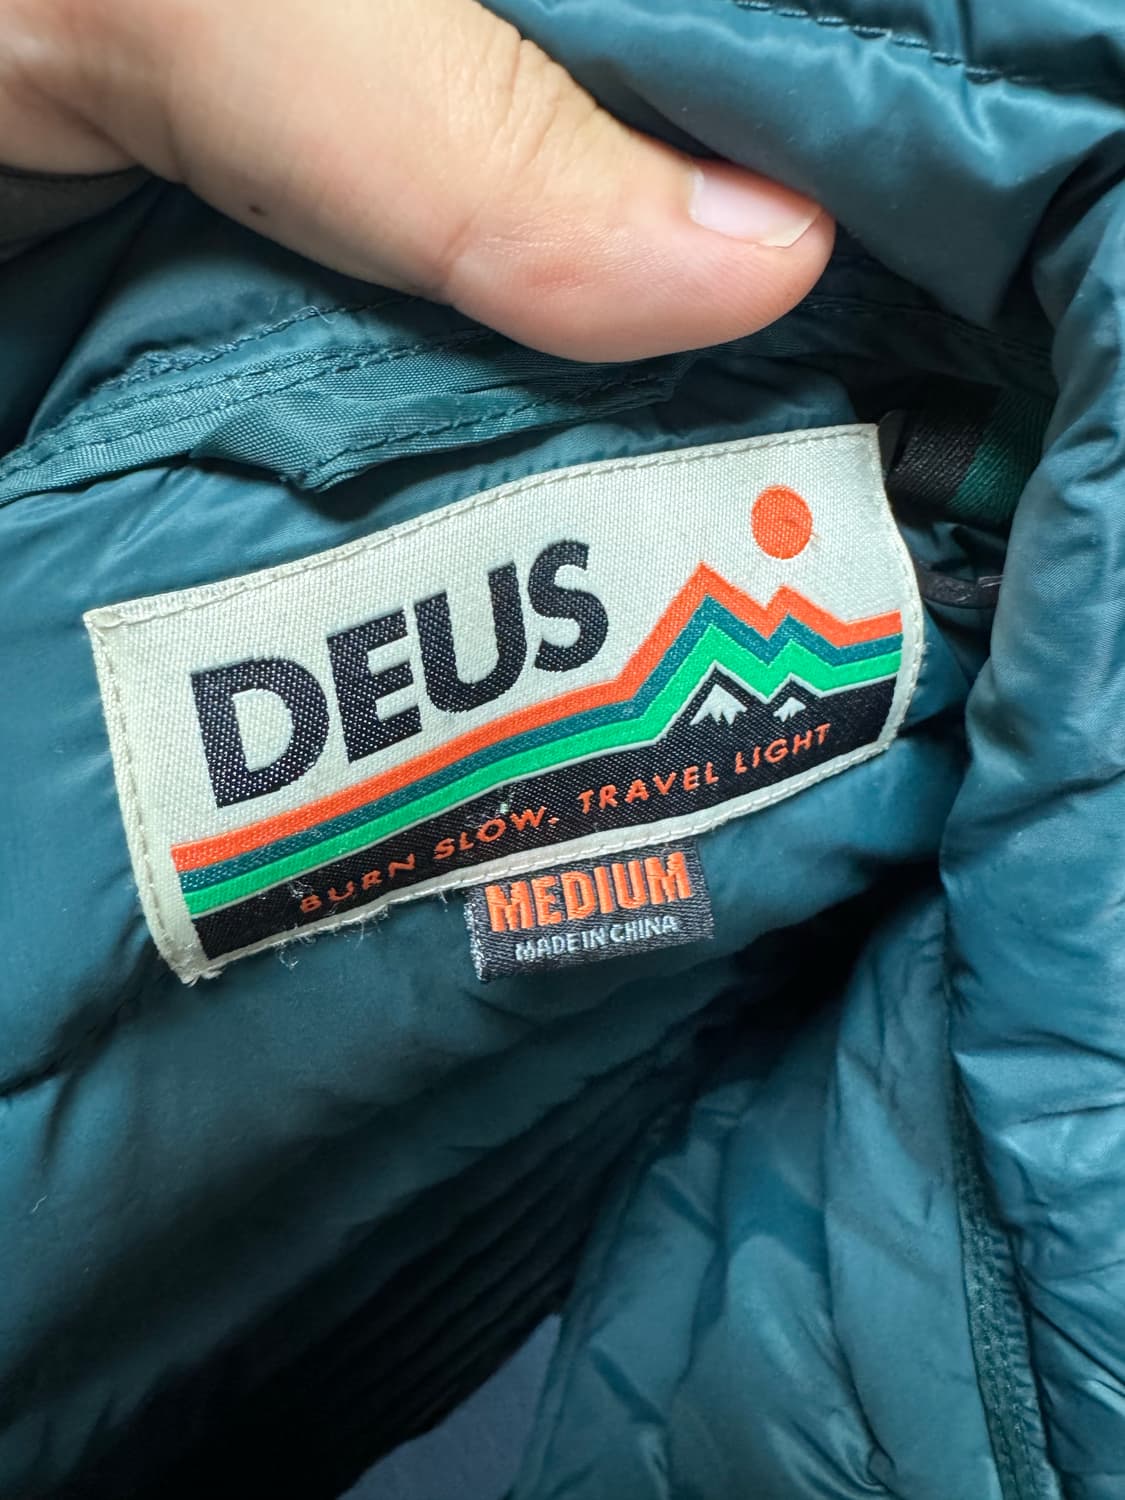 DEUS
BURN SLOW. TRAVEL LIGHT
MEDIUM
MADE IN CHINA